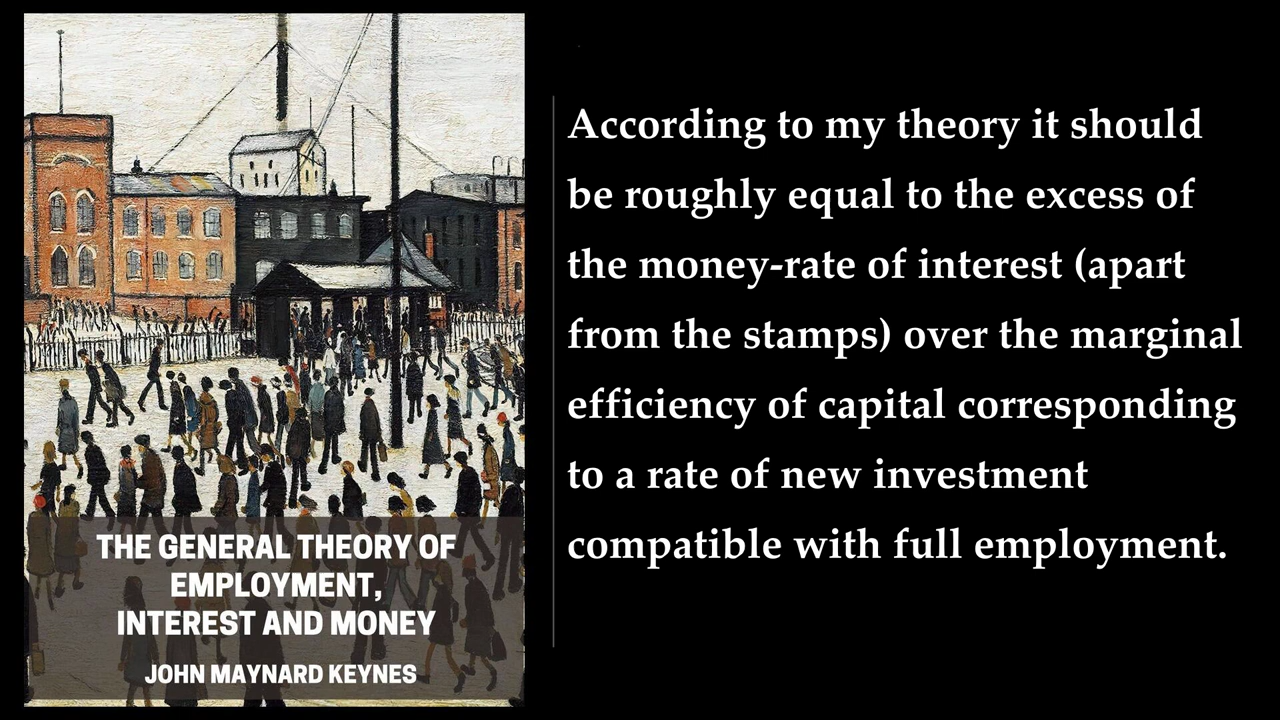 THE GENERAL THEORY OF
EMPLOYMENT,
INTEREST AND MONEY
JOHN MAYNARD KEYNES
According to my theory it should
be roughly equal to the excess of
the money-rate of interest (apart
from the stamps) over the marginal
efficiency of capital corresponding
to a rate of new investment
compatible with full employment.